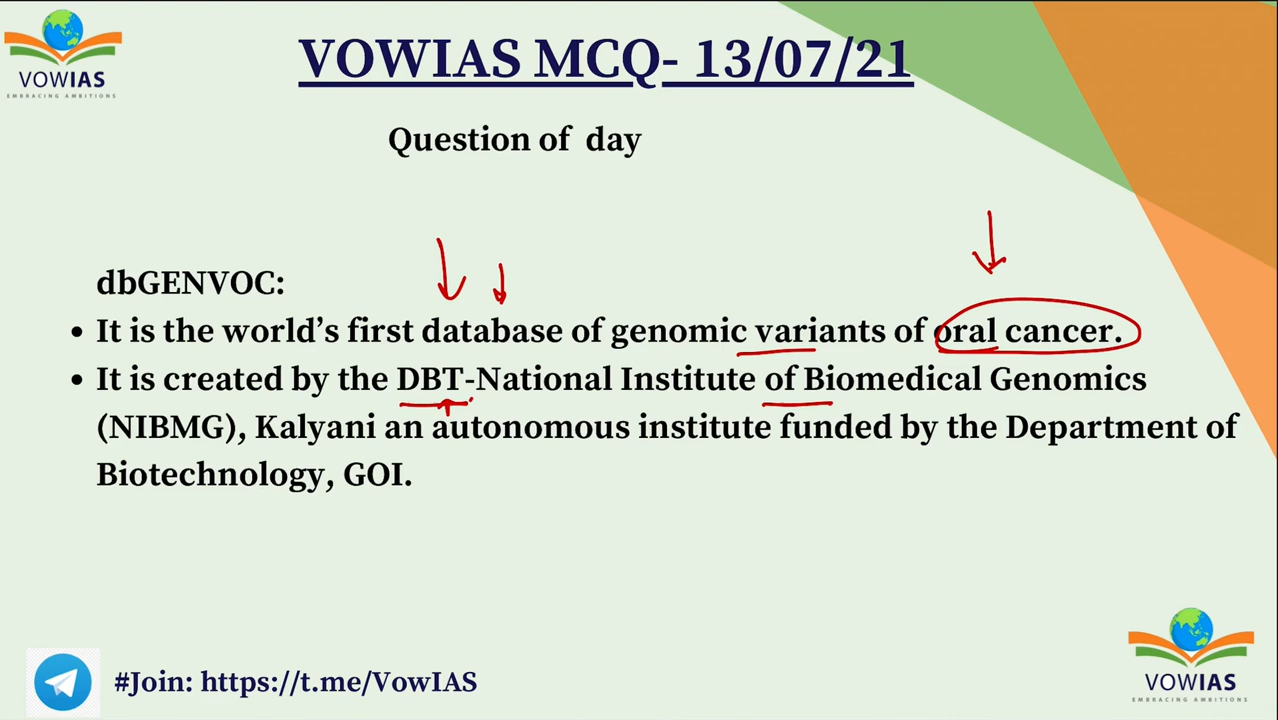 VOWIAS
EMBRACING AMBITIONS
VOWIAS MCQ- 13/07/21
Question of day
dbGENVOC:
• It is the world’s first database of genomic variants of oral cancer.
• It is created by the DBT-National Institute of Biomedical Genomics
(NIBMG), Kalyani an autonomous institute funded by the Department of
Biotechnology, GOI.
#Join: https://t.me/VowIAS
VOWIAS
EMBRACING AMBITIONS